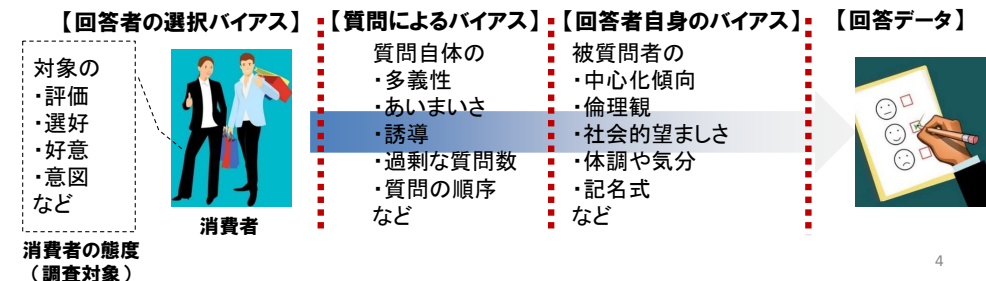 【回答者の選択バイアス】
対象の
・評価
・選好
・好意
・意図
など
消費者の態度
（調査対象）
消費者
【質問によるバイアス】
質問自体の
・多義性
・あいまいさ
・誘導
・過剰な質問数
・質問の順序
など
【回答者自身のバイアス】
被質問者の
・中心化傾向
・倫理観
・社会的望ましさ
・体調や気分
・記名式
など
【回答データ】
4